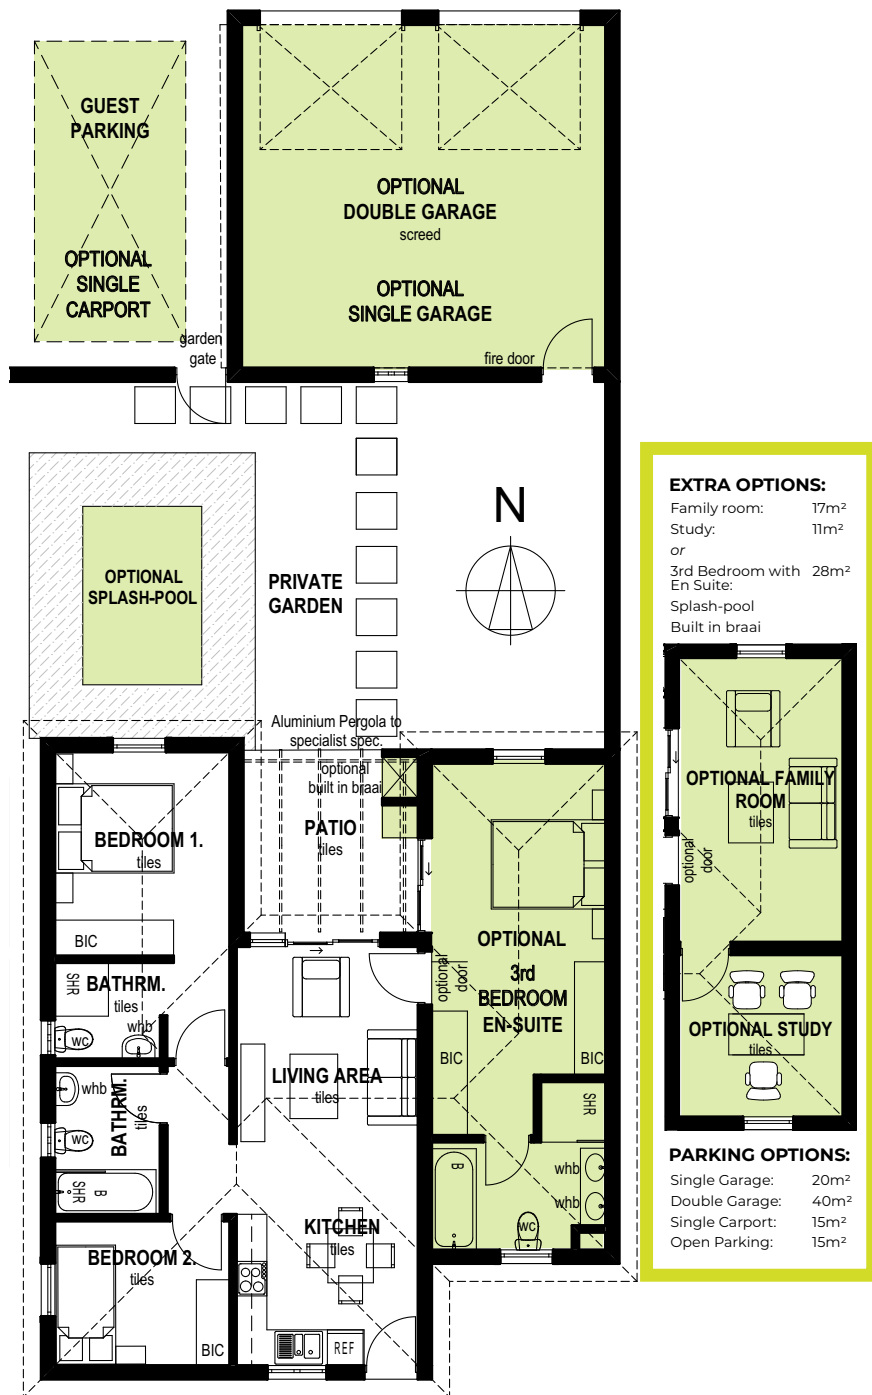 GUEST
PARKING
OPTIONAL
SINGLE
CARPORT
OPTIONAL
DOUBLE GARAGE
screed
OPTIONAL
SINGLE GARAGE
garden
gate
fire door
OPTIONAL
SPLASH-POOL
PRIVATE
GARDEN
N
Aluminium Pergola to
specialist spec.
optional
built in braai
PATIO
tiles
BEDROOM 1.
tiles
BIC
BATHRM.
tiles
SHR
whb
wc
BATHRM.
tiles
whb
wc
SHR
B
BEDROOM 2.
tiles
BIC
LIVING AREA
tiles
KITCHEN
tiles
REF
optional
door
OPTIONAL
3rd
BEDROOM
EN-SUITE
BIC
BIC
SHR
B
whb
whb
wc
EXTRA OPTIONS:
Family room: 17m²
Study: 11m²
or
3rd Bedroom with 28m²
En Suite:
Splash-pool
Built in braai
OPTIONAL FAMILY
ROOM
tiles
optional
door
OPTIONAL STUDY
tiles
PARKING OPTIONS:
Single Garage: 20m²
Double Garage: 40m²
Single Carport: 15m²
Open Parking: 15m²